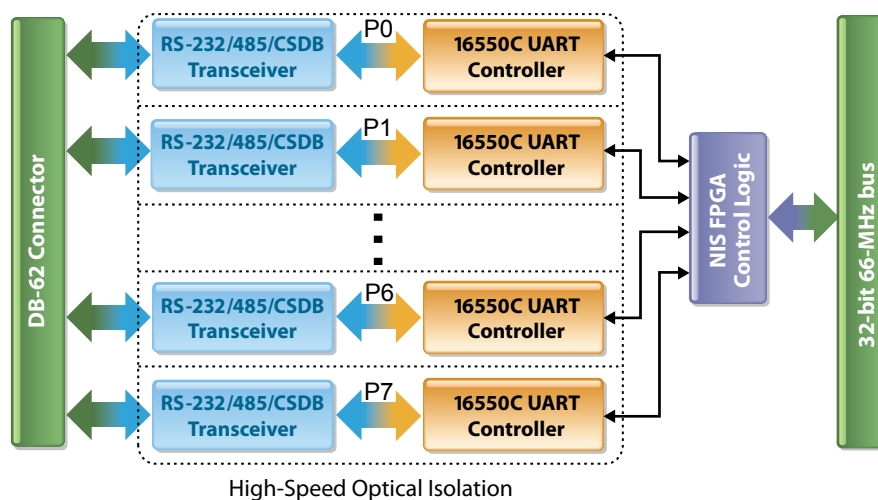 DB-62 Connector
RS-232/485/CSDB
Transceiver
P0
16550C UART
Controller
RS-232/485/CSDB
Transceiver
P1
16550C UART
Controller
RS-232/485/CSDB
Transceiver
P6
16550C UART
Controller
RS-232/485/CSDB
Transceiver
P7
16550C UART
Controller
NIS FPGA
Control Logic
32-bit 66-MHz bus
High-Speed Optical Isolation